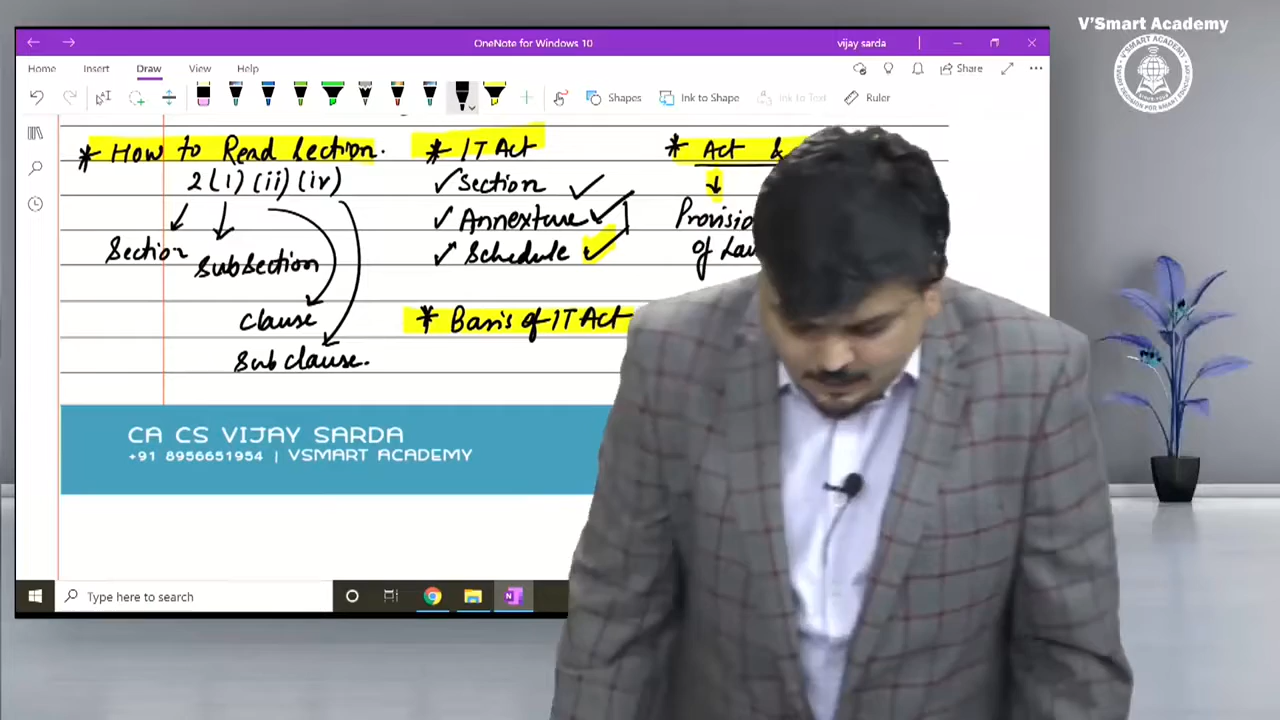 V'Smart Academy
OneNote for Windows 10
vijay sarda
Home Insert Draw View Help
Share
Shapes Ink to Shape Ink to Text Ruler
* How to Read Section.
2(i)(ii)(iv)
Section
Subsection
clause
Sub clause.
* IT Act
✓ Section ✓
✓ Annexture ✓
✓ Schedule ✓
* Basis of IT Act
* Act &
↓
of
CA CS VIJAY SARDA
+91 8956651954 | VSMART ACADEMY
Type here to search